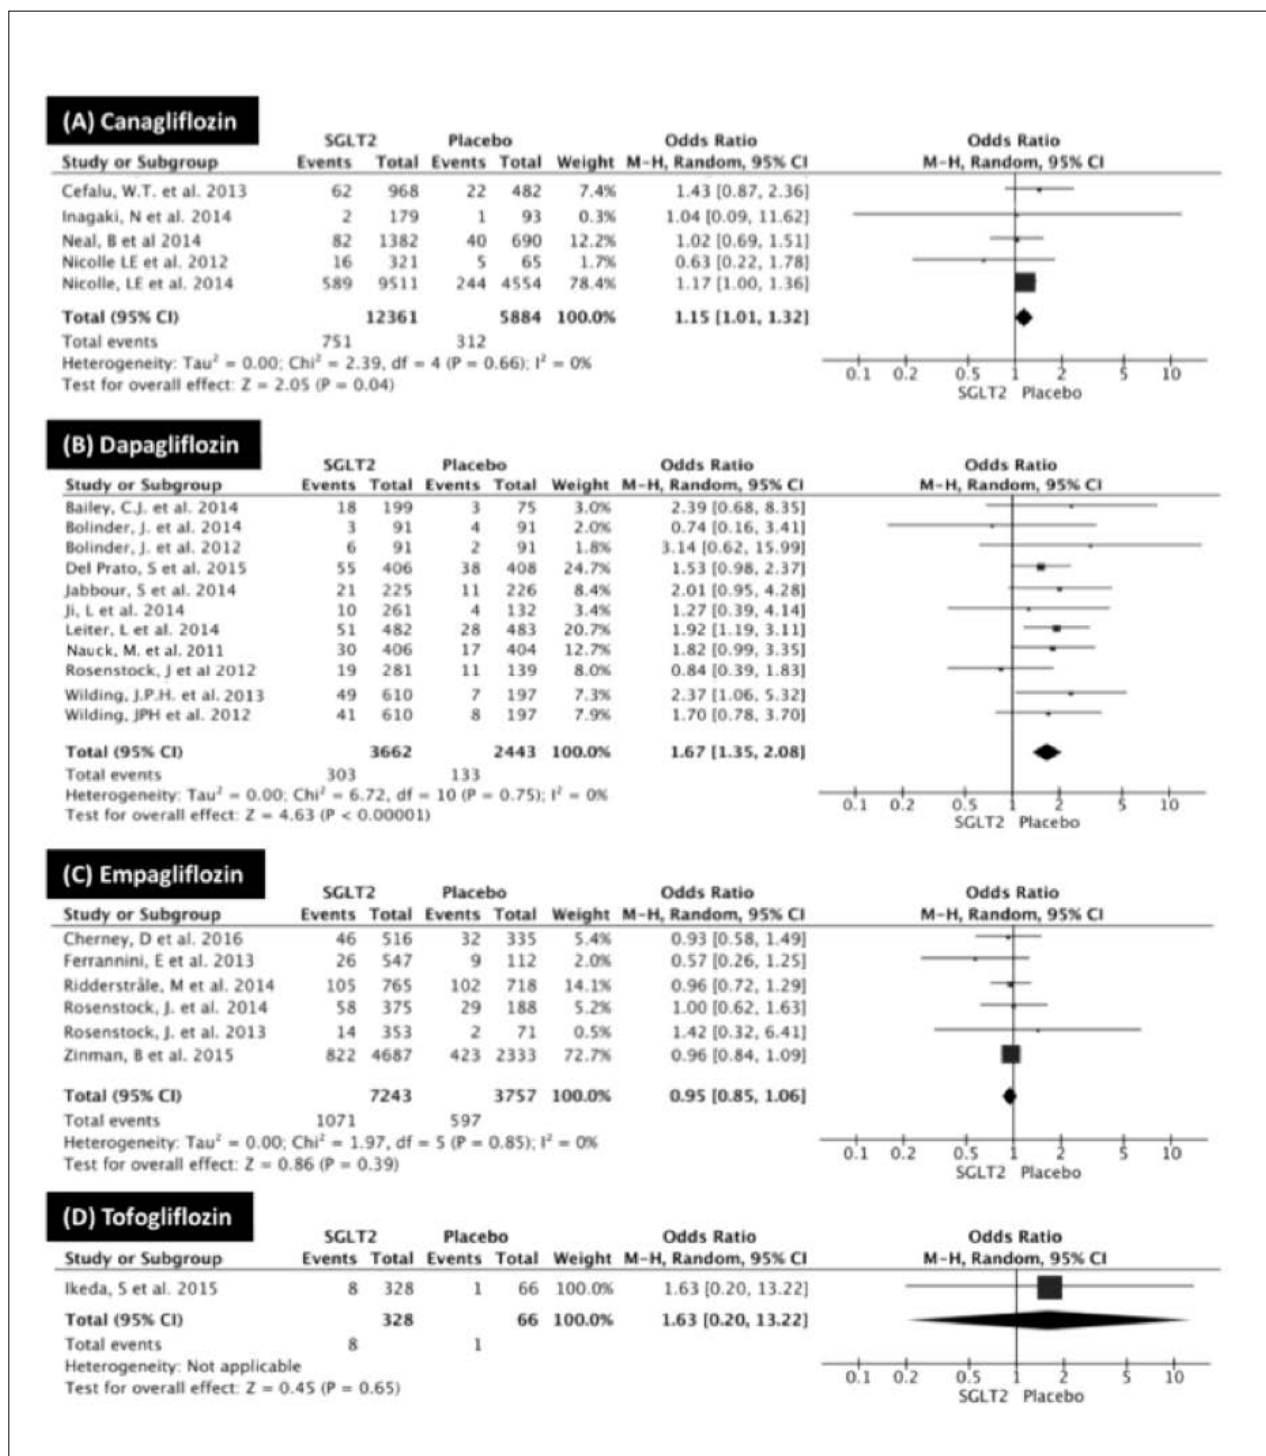 (A) Canagliflozin
SGLT2 Placebo Odds Ratio Odds Ratio
Study or Subgroup Events Total Events Total Weight M-H, Random, 95% CI M-H, Random, 95% CI
Cefalu, W.T. et al. 2013 62 968 22 482 7.4% 1.43 [0.87, 2.36]
Inagaki, N et al. 2014 2 179 1 93 0.3% 1.04 [0.09, 11.62]
Neal, B et al 2014 82 1382 40 690 12.2% 1.02 [0.69, 1.51]
Nicolle LE et al. 2012 16 321 5 65 1.7% 0.63 [0.22, 1.78]
Nicolle, LE et al. 2014 589 9511 244 4554 78.4% 1.17 [1.00, 1.36]
Total (95% CI) 12361 5884 100.0% 1.15 [1.01, 1.32]
Total events 751 312
Heterogeneity: Tau² = 0.00; Chi² = 2.39, df = 4 (P = 0.66); I² = 0%
Test for overall effect: Z = 2.05 (P = 0.04)
0.1 0.2 0.5 1 2 5 10
SGLT2 Placebo
(B) Dapagliflozin
SGLT2 Placebo Odds Ratio Odds Ratio
Study or Subgroup Events Total Events Total Weight M-H, Random, 95% CI M-H, Random, 95% CI
Bailey, C.J. et al. 2014 18 199 3 75 3.0% 2.39 [0.68, 8.35]
Bolinder, J. et al. 2014 3 91 4 91 2.0% 0.74 [0.16, 3.41]
Bolinder, J. et al. 2012 6 91 2 91 1.8% 3.14 [0.62, 15.99]
Del Prato, S et al. 2015 55 406 38 408 24.7% 1.53 [0.98, 2.37]
Jabbour, S et al. 2014 21 225 11 226 8.4% 2.01 [0.95, 4.28]
Ji, L et al. 2014 10 261 4 132 3.4% 1.27 [0.39, 4.14]
Leiter, L et al. 2014 51 482 28 483 20.7% 1.92 [1.19, 3.11]
Nauck, M. et al. 2011 30 406 17 404 12.7% 1.82 [0.99, 3.35]
Rosenstock, J et al 2012 19 281 11 139 8.0% 0.84 [0.39, 1.83]
Wilding, J.P.H. et al. 2013 49 610 7 197 7.3% 2.37 [1.06, 5.32]
Wilding, JPH et al. 2012 41 610 8 197 7.9% 1.70 [0.78, 3.70]
Total (95% CI) 3662 2443 100.0% 1.67 [1.35, 2.08]
Total events 303 133
Heterogeneity: Tau² = 0.00; Chi² = 6.72, df = 10 (P = 0.75); I² = 0%
Test for overall effect: Z = 4.63 (P < 0.00001)
0.1 0.2 0.5 1 2 5 10
SGLT2 Placebo
(C) Empagliflozin
SGLT2 Placebo Odds Ratio Odds Ratio
Study or Subgroup Events Total Events Total Weight M-H, Random, 95% CI M-H, Random, 95% CI
Cherney, D et al. 2016 46 516 32 335 5.4% 0.93 [0.58, 1.49]
Ferrannini, E et al. 2013 26 547 9 112 2.0% 0.57 [0.26, 1.25]
Ridderstråle, M et al. 2014 105 765 102 718 14.1% 0.96 [0.72, 1.29]
Rosenstock, J. et al. 2014 58 375 29 188 5.2% 1.00 [0.62, 1.63]
Rosenstock, J. et al. 2013 14 353 2 71 0.5% 1.42 [0.32, 6.41]
Zinman, B et al. 2015 822 4687 423 2333 72.7% 0.96 [0.84, 1.09]
Total (95% CI) 7243 3757 100.0% 0.95 [0.85, 1.06]
Total events 1071 597
Heterogeneity: Tau² = 0.00; Chi² = 1.97, df = 5 (P = 0.85); I² = 0%
Test for overall effect: Z = 0.86 (P = 0.39)
0.1 0.2 0.5 1 2 5 10
SGLT2 Placebo
(D) Tofogliflozin
SGLT2 Placebo Odds Ratio Odds Ratio
Study or Subgroup Events Total Events Total Weight M-H, Random, 95% CI M-H, Random, 95% CI
Ikeda, S et al. 2015 8 328 1 66 100.0% 1.63 [0.20, 13.22]
Total (95% CI) 328 66 100.0% 1.63 [0.20, 13.22]
Total events 8 1
Heterogeneity: Not applicable
Test for overall effect: Z = 0.45 (P = 0.65)
0.1 0.2 0.5 1 2 5 10
SGLT2 Placebo